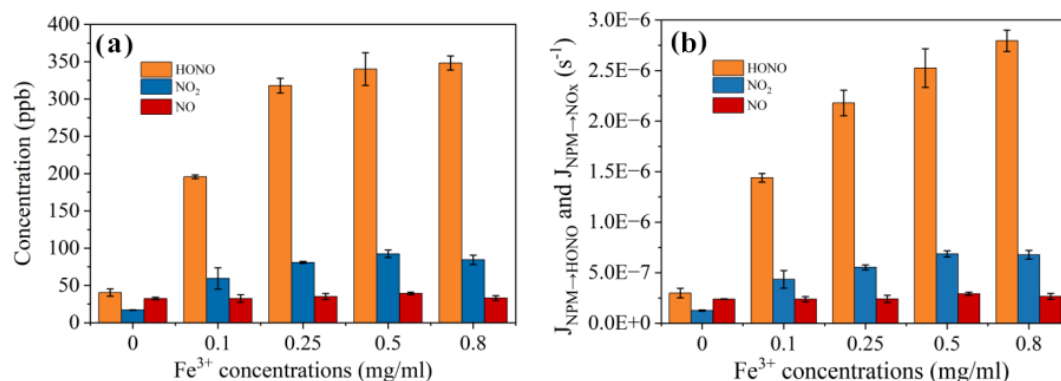 (a)
HONO
NO₂
NO
400
350
300
250
200
150
100
50
0
Concentration (ppb)
0 0.1 0.25 0.5 0.8
Fe³⁺ concentrations (mg/ml)
(b)
HONO
NO₂
NO
3.0E−6
2.5E−6
2.0E−6
1.5E−6
1.0E−6
5.0E−7
0.0E+0
J_NPM→HONO and J_NPM→NOx (s⁻¹)
0 0.1 0.25 0.5 0.8
Fe³⁺ concentrations (mg/ml)